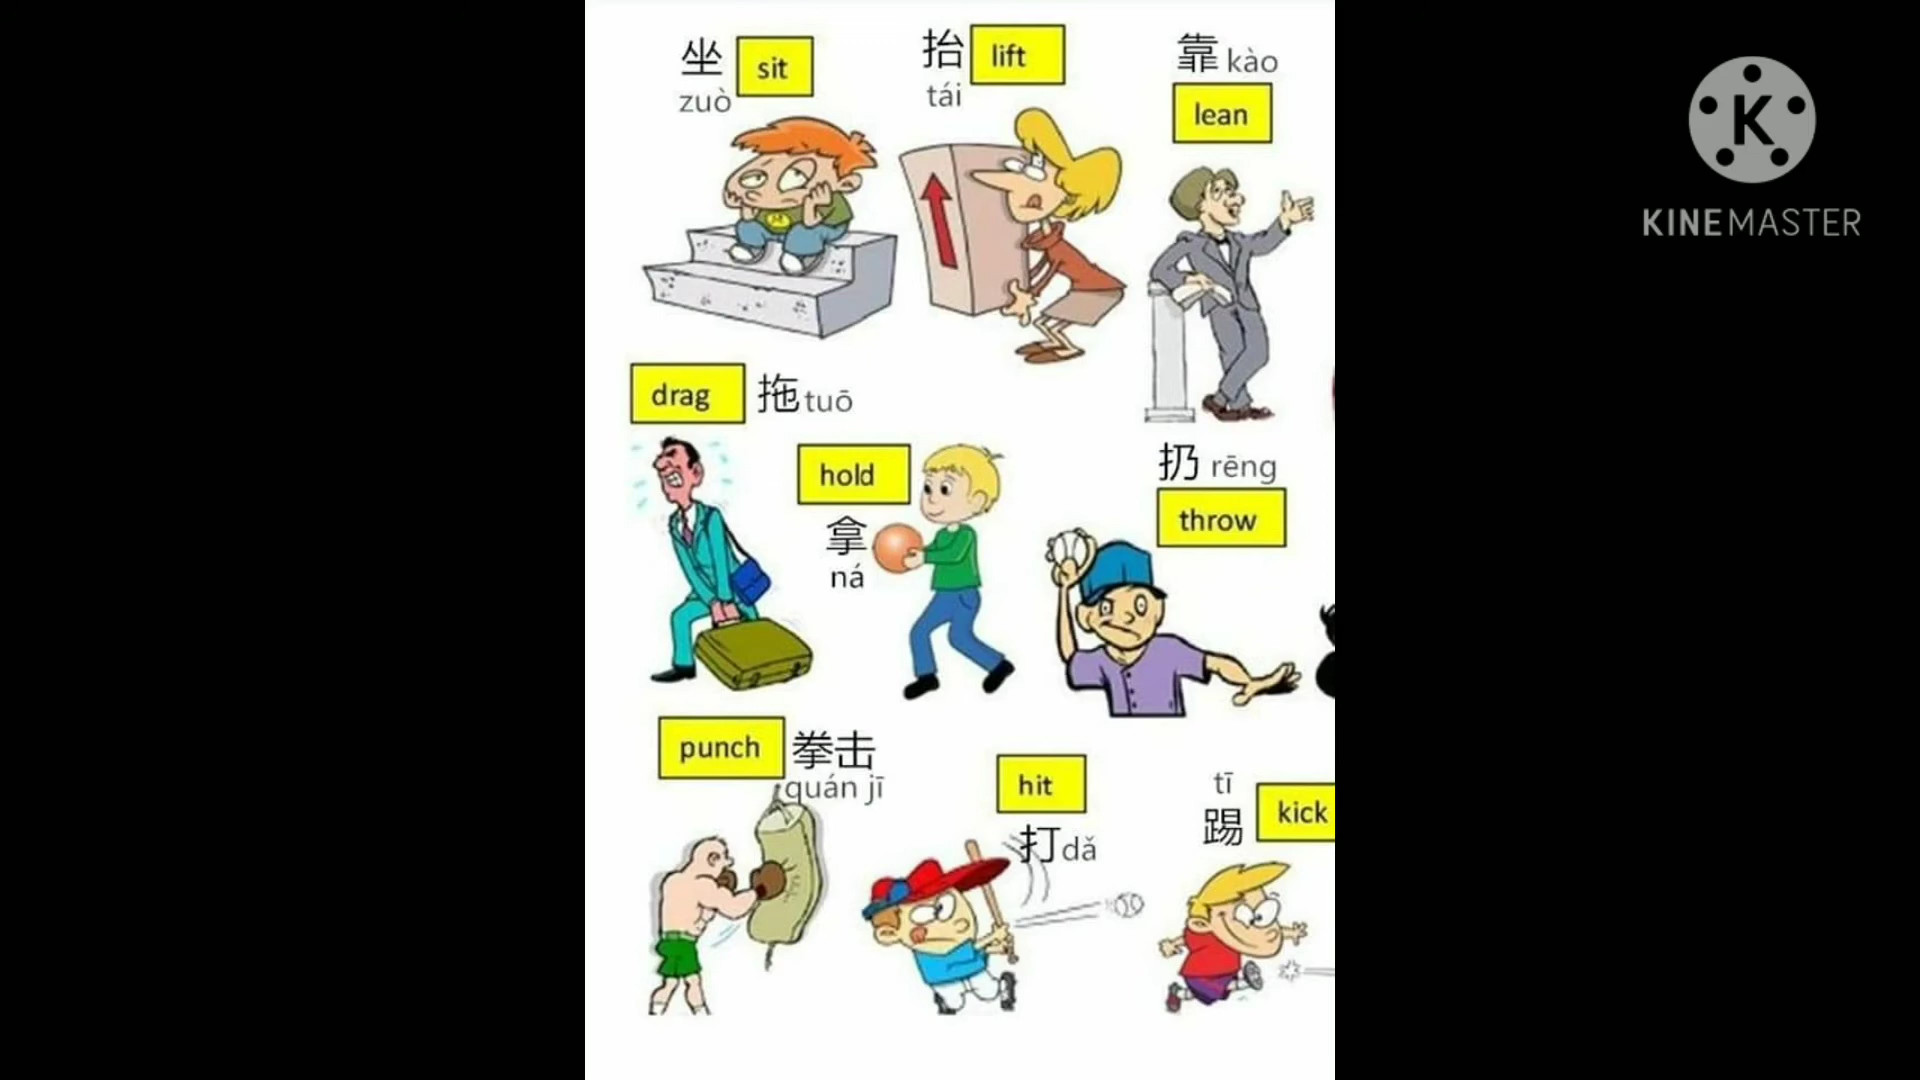 坐 sit
zuò
抬 lift
tái
靠 kào
lean
drag 拖 tuō
hold
拿
ná
扔 rēng
throw
punch 拳击
quán jī
hit
打 dǎ
tī
踢 kick
K
KINEMASTER